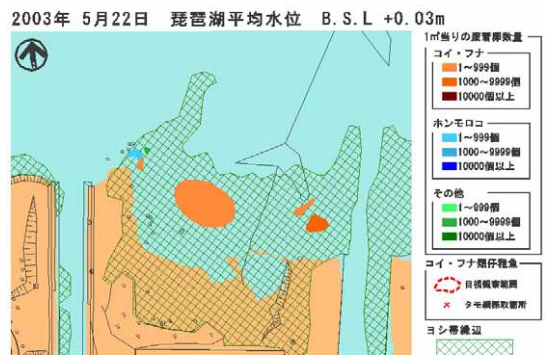 2003年 5月22日 琵琶湖平均水位 B.S.L +0.03m
1㎡当りの産着卵数量
コイ・フナ
1～999個
1000～9999個
10000個以上
ホンモロコ
1～999個
1000～9999個
10000個以上
その他
1～999個
1000～9999個
10000個以上
コイ・フナ類仔稚魚
目視観察範囲
タモ網採取箇所
ヨシ帯縁辺